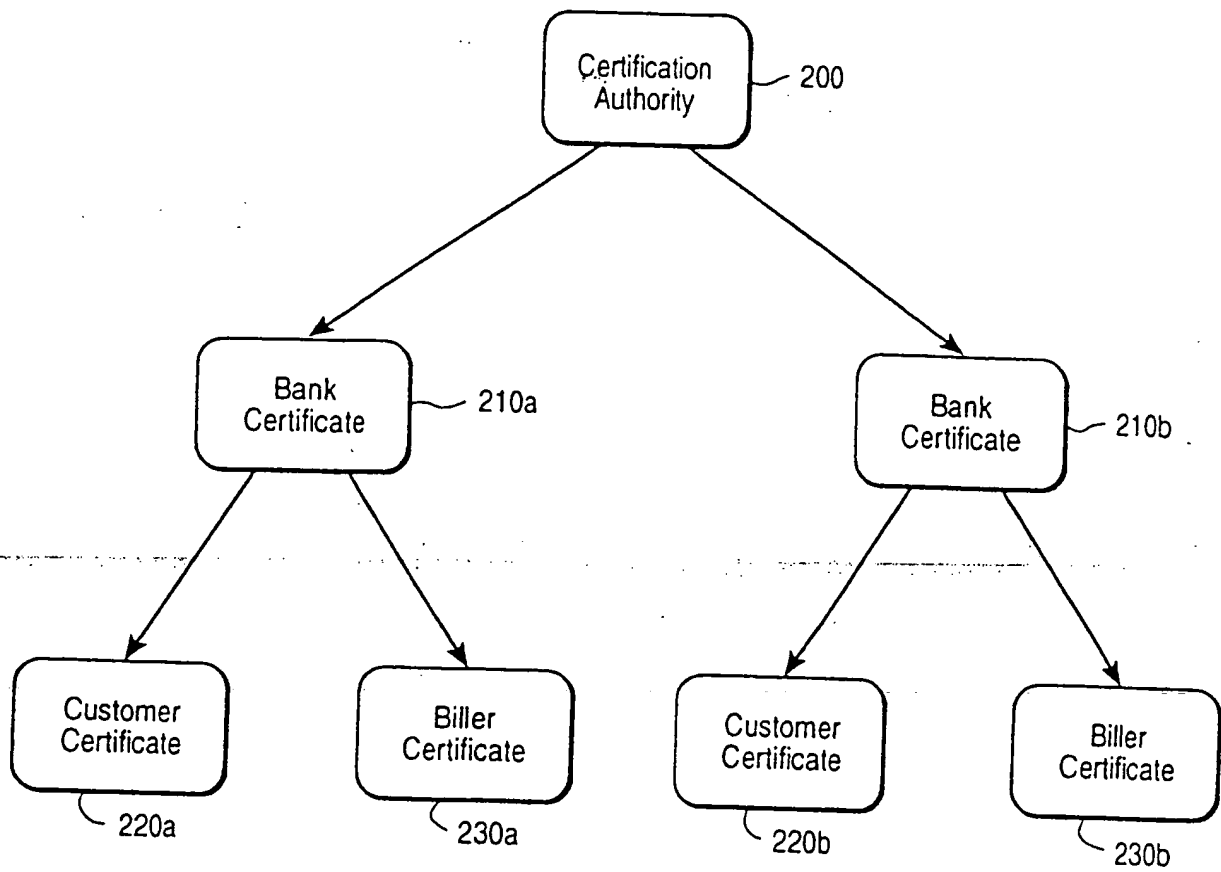 Certification
Authority
200
Bank
Certificate
210a
Bank
Certificate
210b
Customer
Certificate
220a
Biller
Certificate
230a
Customer
Certificate
220b
Biller
Certificate
230b